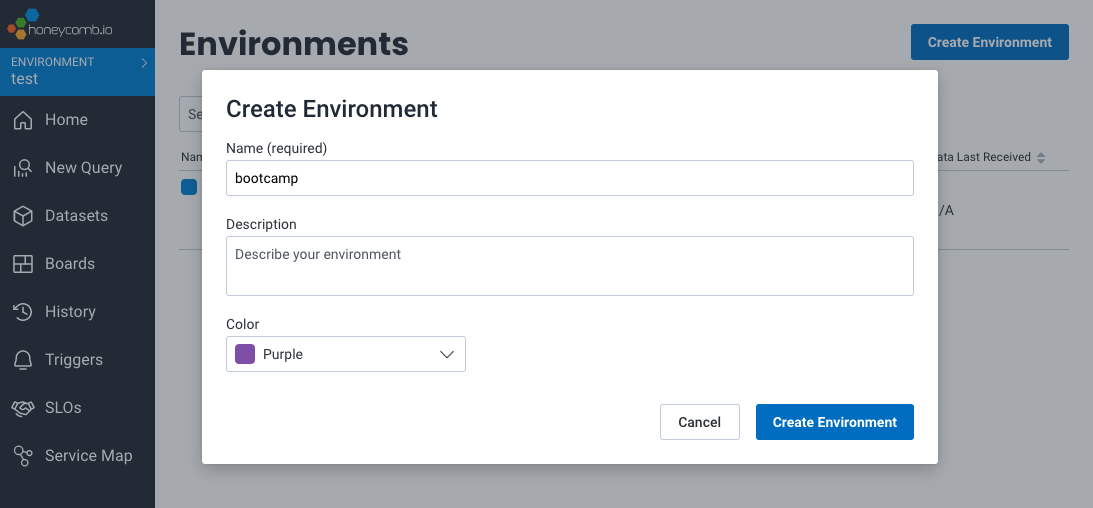 honeycomb.io
ENVIRONMENT
test
Home
New Query
Datasets
Boards
History
Triggers
SLOs
Service Map
Environments
Create Environment
Se
Nan
ata Last Received
/A
Create Environment
Name (required)
bootcamp
Description
Describe your environment
Color
Purple
Cancel
Create Environment